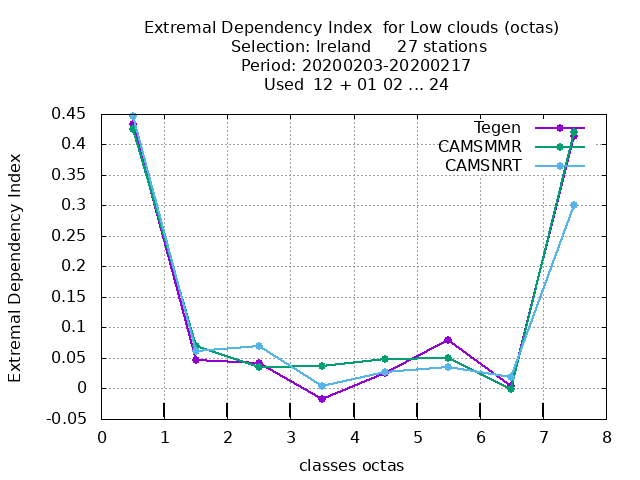 Extremal Dependency Index  for Low clouds (octas)
Selection: Ireland     27 stations
Period: 20200203-20200217
Used  12 + 01 02 ... 24
Tegen
CAMSMMR
CAMSNRT
Extremal Dependency Index
0.45
0.4
0.35
0.3
0.25
0.2
0.15
0.1
0.05
0
-0.05
0 1 2 3 4 5 6 7 8
classes octas